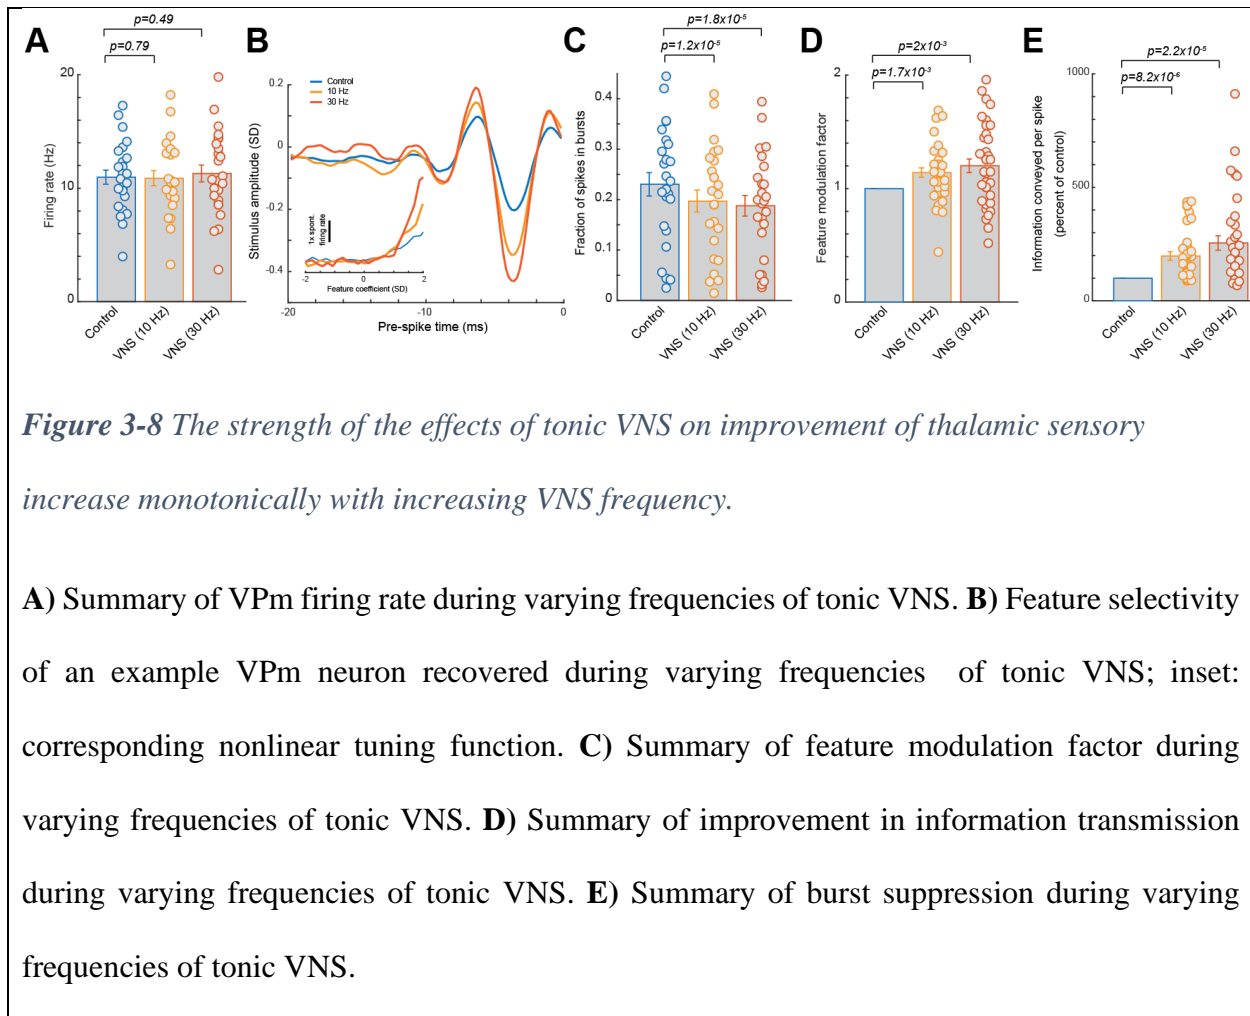 A
p=0.49
p=0.79
Firing rate (Hz)
20
10
0
Control
VNS (10 Hz)
VNS (30 Hz)
B
Control
10 Hz
30 Hz
Stimulus amplitude (SD)
0.2
0
-0.2
-0.4
1x spont.
firing rate
-2
0
2
Feature coefficient (SD)
-20
-10
0
Pre-spike time (ms)
C
p=1.8x10⁻⁵
p=1.2x10⁻⁵
Fraction of spikes in bursts
0.4
0.3
0.2
0.1
0
Control
VNS (10 Hz)
VNS (30 Hz)
D
p=2x10⁻³
p=1.7x10⁻³
Feature modulation factor
2
1
0
Control
VNS (10 Hz)
VNS (30 Hz)
E
p=2.2x10⁻⁵
p=8.2x10⁻⁶
Information conveyed per spike
(percent of control)
1000
500
0
Control
VNS (10 Hz)
VNS (30 Hz)
Figure 3-8 The strength of the effects of tonic VNS on improvement of thalamic sensory
increase monotonically with increasing VNS frequency.
A) Summary of VPm firing rate during varying frequencies of tonic VNS. B) Feature selectivity
of an example VPm neuron recovered during varying frequencies of tonic VNS; inset:
corresponding nonlinear tuning function. C) Summary of feature modulation factor during
varying frequencies of tonic VNS. D) Summary of improvement in information transmission
during varying frequencies of tonic VNS. E) Summary of burst suppression during varying
frequencies of tonic VNS.